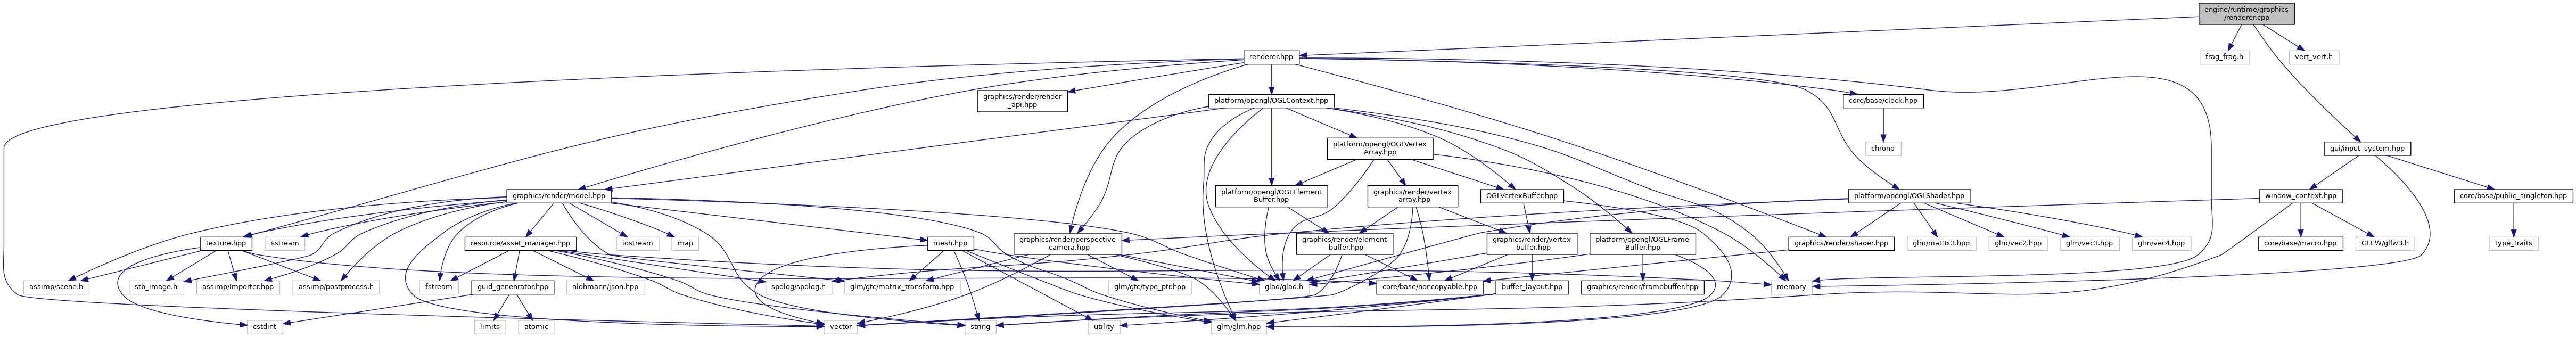 engine/runtime/graphics
/renderer.cpp
renderer.hpp
frag_frag.h
vert_vert.h
graphics/render/render
_api.hpp
platform/opengl/OGLContext.hpp
core/base/clock.hpp
platform/opengl/OGLVertex
Array.hpp
chrono
gui/input_system.hpp
graphics/render/model.hpp
platform/opengl/OGLElement
Buffer.hpp
graphics/render/vertex
_array.hpp
OGLVertexBuffer.hpp
platform/opengl/OGLShader.hpp
window_context.hpp
core/base/public_singleton.hpp
texture.hpp
sstream
resource/asset_manager.hpp
iostream
map
mesh.hpp
graphics/render/perspective
_camera.hpp
graphics/render/element
_buffer.hpp
graphics/render/vertex
_buffer.hpp
platform/opengl/OGLFrame
Buffer.hpp
graphics/render/shader.hpp
glm/mat3x3.hpp
glm/vec2.hpp
glm/vec3.hpp
glm/vec4.hpp
core/base/macro.hpp
GLFW/glfw3.h
type_traits
assimp/scene.h
stb_image.h
assimp/Importer.hpp
assimp/postprocess.h
fstream
guid_genenrator.hpp
nlohmann/json.hpp
spdlog/spdlog.h
glm/gtc/matrix_transform.hpp
glm/gtc/type_ptr.hpp
glad/glad.h
core/base/noncopyable.hpp
buffer_layout.hpp
graphics/render/framebuffer.hpp
memory
cstdint
limits
atomic
vector
string
utility
glm/glm.hpp